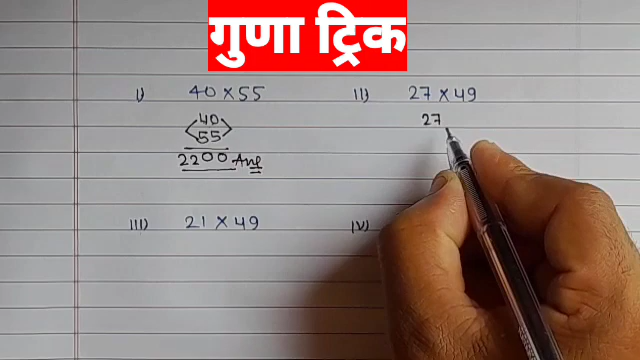 गुणा ट्रिक
I) 40 × 55
40
55
2200 Ans
II) 27 × 49
27
III) 21 × 49
IV)